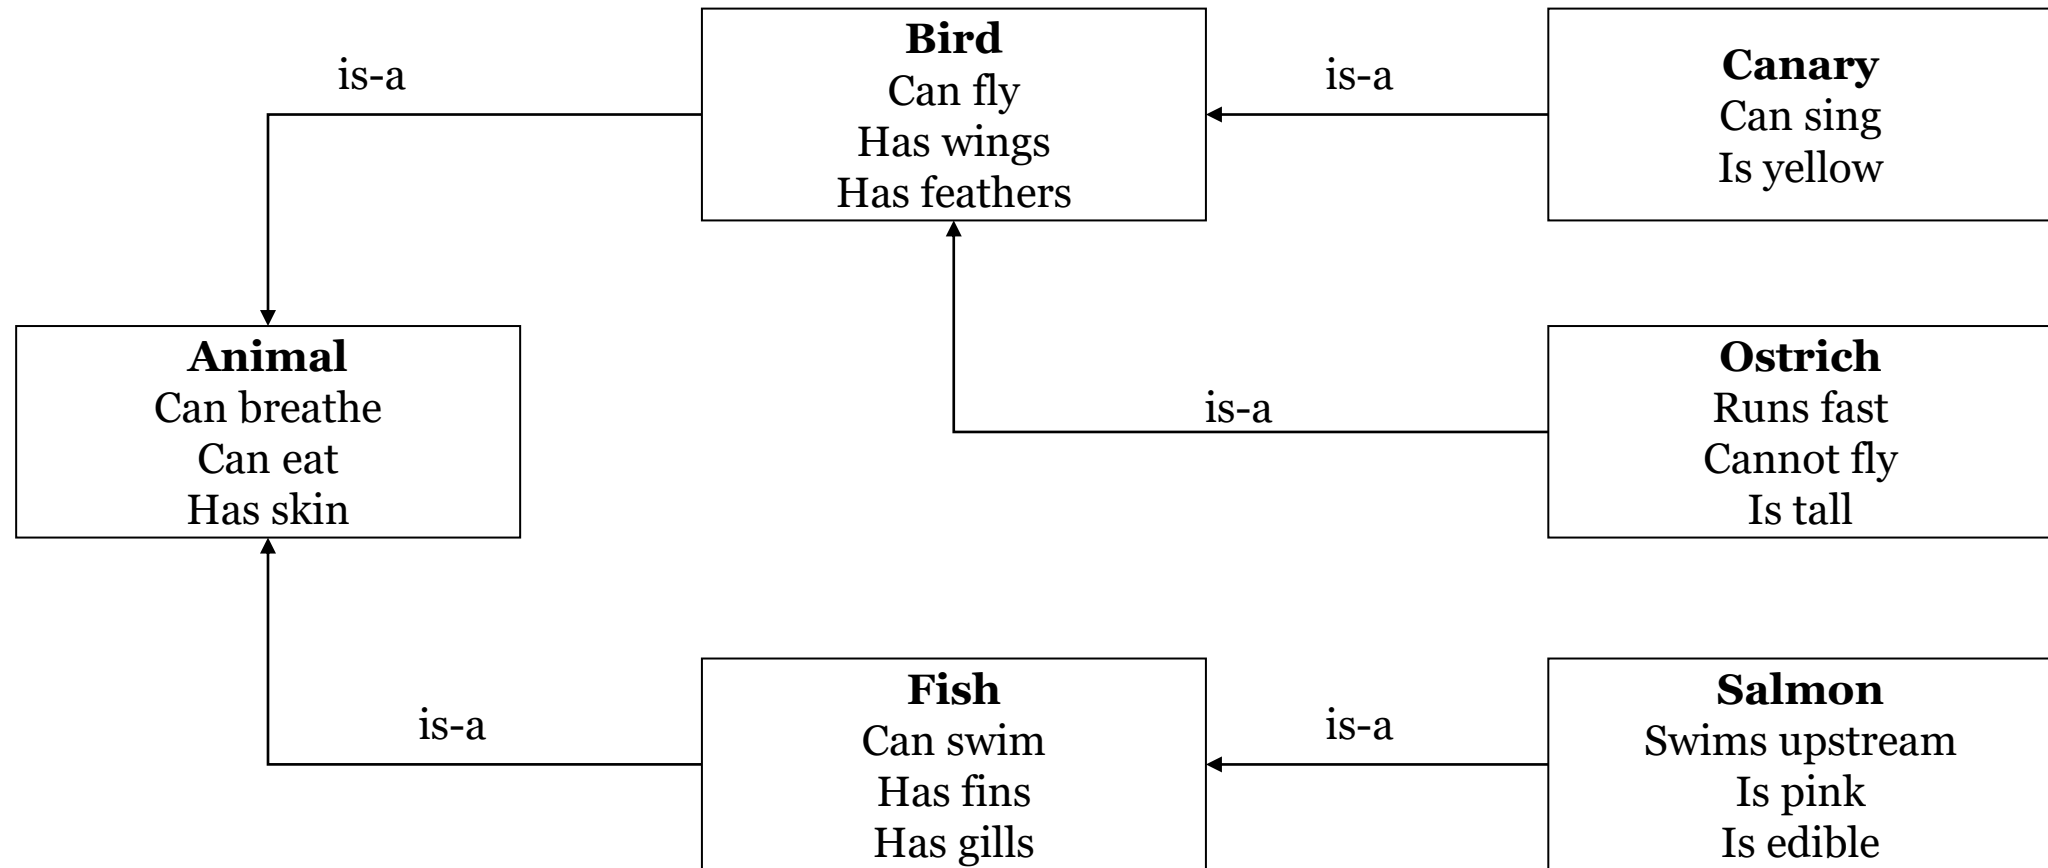 Bird
Can fly
Has wings
Has feathers
is-a
is-a
Canary
Can sing
Is yellow
Animal
Can breathe
Can eat
Has skin
is-a
Ostrich
Runs fast
Cannot fly
Is tall
is-a
Fish
Can swim
Has fins
Has gills
is-a
Salmon
Swims upstream
Is pink
Is edible